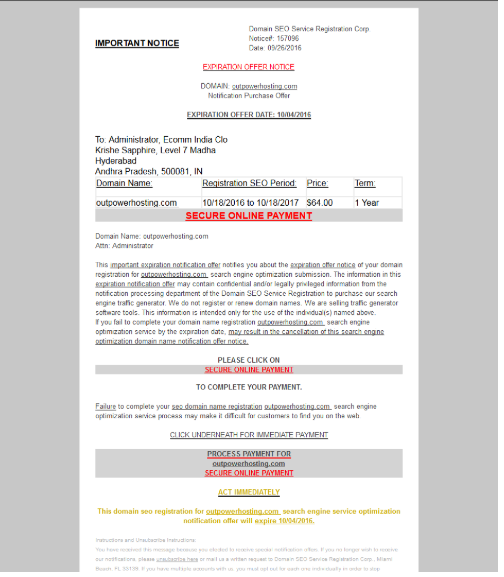 Domain SEO Service Registration Corp
Notice#: 157096
Date: 09/26/2016
IMPORTANT NOTICE
EXPIRATION OFFER NOTICE
DOMAIN: outpowerhosting.com
Notification Purchase Offer
EXPIRATION OFFER DATE: 10/04/2016
To: Administrator, Ecomm India Clo
Krishe Sapphire, Level 7 Madha
Hyderabad
Andhra Pradesh, 500081, IN
Domain Name: Registration SEO Period: Price: Term:
outpowerhosting.com 10/18/2016 to 10/18/2017 $64.00 1 Year
SECURE ONLINE PAYMENT
Domain Name: outpowerhosting.com
Attn: Administrator
This important expiration notification offer notifies you about the expiration offer notice of your domain
registration for outpowerhosting.com search engine optimization submission. The information in this
expiration notification offer may contain confidential and/or legally privileged information from the
notification processing department of the Domain SEO Service Registration to purchase our search
engine traffic generator. We do not register or renew domain names. We are selling traffic generator
software tools. This information is intended only for the use of the individual(s) named above.
If you fail to complete your domain name registration outpowerhosting.com search engine
optimization service by the expiration date, may result in the cancellation of this search engine
optimization domain name notification offer notice.
PLEASE CLICK ON
SECURE ONLINE PAYMENT
TO COMPLETE YOUR PAYMENT.
Failure to complete your seo domain name registration outpowerhosting.com search engine
optimization service process may make it difficult for customers to find you on the web.
CLICK UNDERNEATH FOR IMMEDIATE PAYMENT
PROCESS PAYMENT FOR
outpowerhosting.com
SECURE ONLINE PAYMENT
ACT IMMEDIATELY
This domain seo registration for outpowerhosting.com search engine service optimization
notification offer will expire 10/04/2016.
Instructions and Unsubscribe Instructions:
You have received this message because you elected to receive special notification offers. If you no longer wish to receive
our notifications, please unsubscribe here or mail us a written request to Domain SEO Service Registration Corp., Miami
Beach, FL 33139. If you have multiple accounts with us, you must opt out for each one individually in order to stop